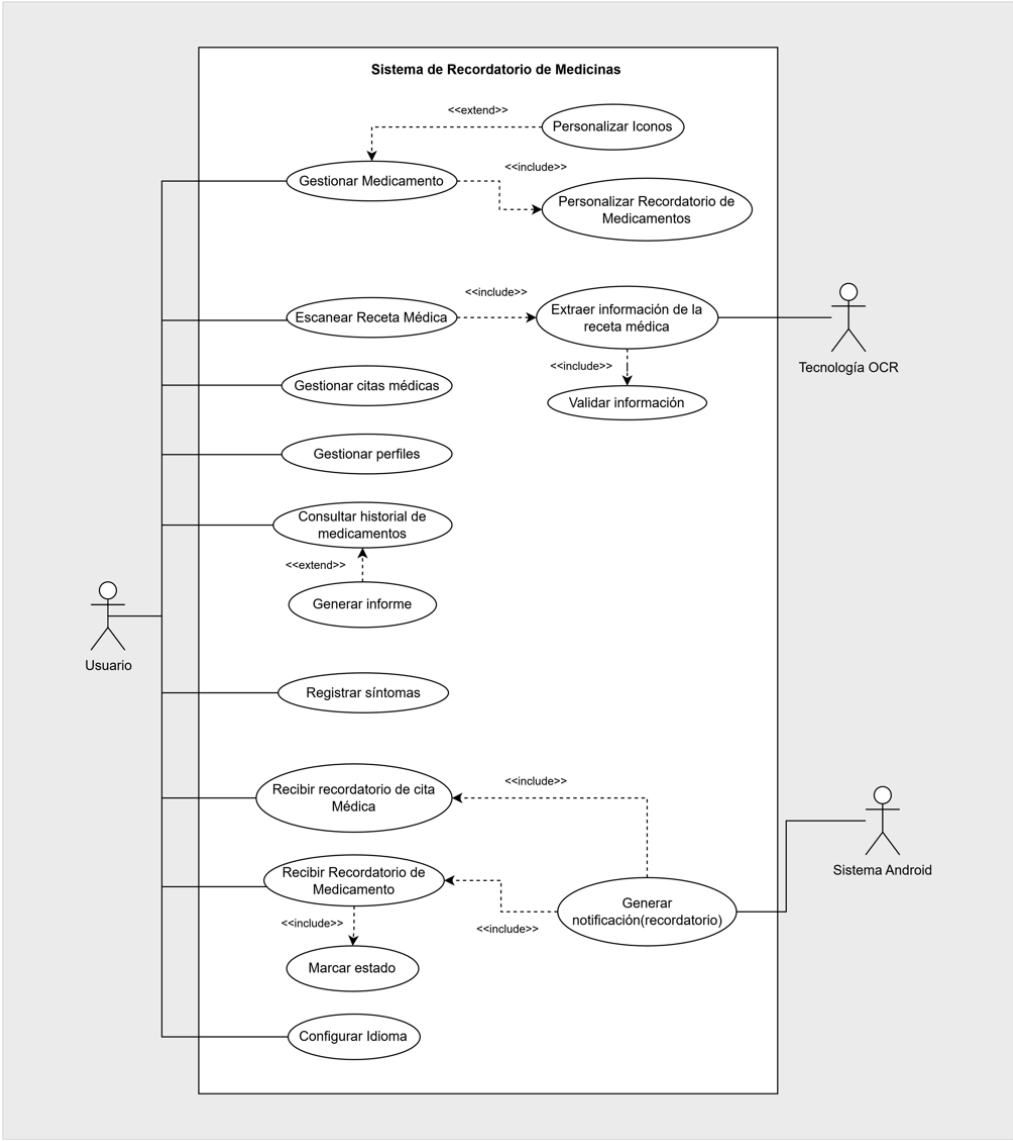 Sistema de Recordatorio de Medicinas
<<extend>>
Personalizar Iconos
<<include>>
Gestionar Medicamento
Personalizar Recordatorio de
Medicamentos
<<include>>
Escanear Receta Médica
Extraer información de la
receta médica
Tecnología OCR
<<include>>
Gestionar citas médicas
Validar información
Gestionar perfiles
Consultar historial de
medicamentos
<<extend>>
Generar informe
Usuario
Registrar síntomas
<<include>>
Recibir recordatorio de cita
Médica
Sistema Android
Recibir Recordatorio de
Medicamento
Generar
notificación(recordatorio)
<<include>>
<<include>>
Marcar estado
Configurar Idioma